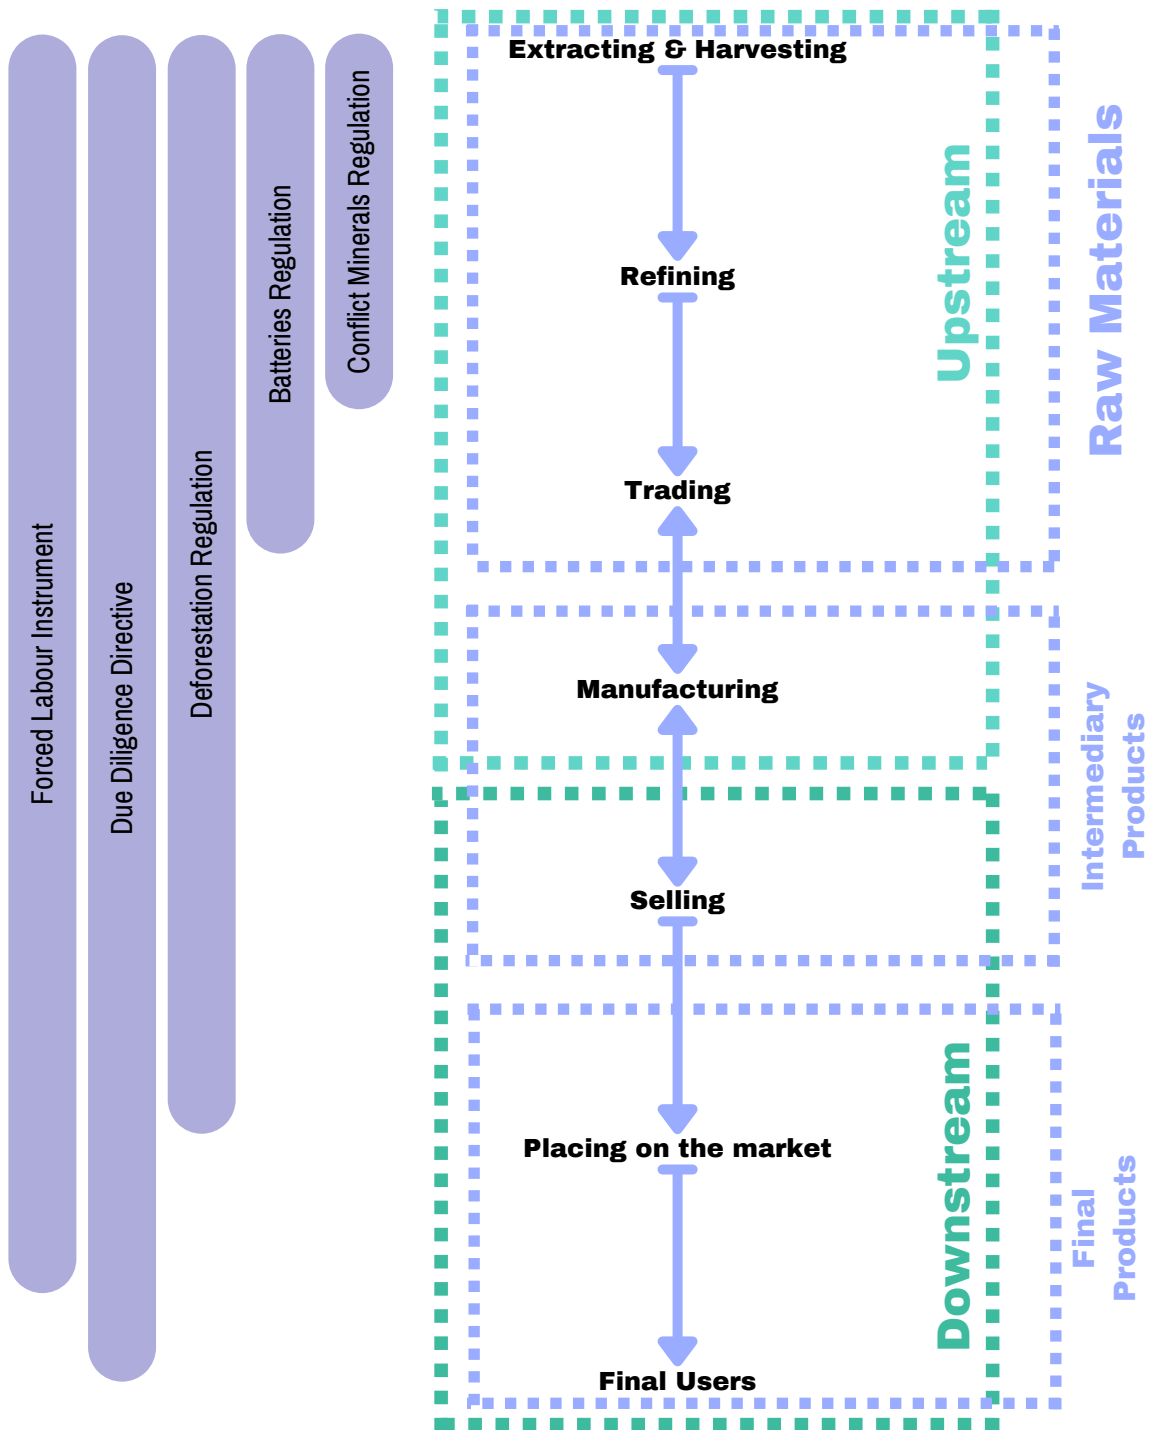 Forced Labour Instrument
Due Diligence Directive
Deforestation Regulation
Batteries Regulation
Conflict Minerals Regulation
Extracting & Harvesting
Refining
Trading
Manufacturing
Selling
Placing on the market
Final Users
Upstream
Downstream
Raw Materials
Intermediary
Products
Final
Products